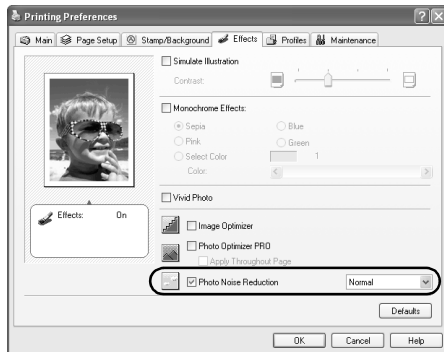 Printing Preferences
Main Page Setup Stamp/Background Effects Profiles Maintenance
Simulate Illustration
Contrast:
Monochrome Effects:
Sepia Blue
Pink Green
Select Color 1
Color:
Vivid Photo
Effects: On
Image Optimizer
Photo Optimizer PRO
Apply Throughout Page
Photo Noise Reduction Normal
Defaults
OK Cancel Help